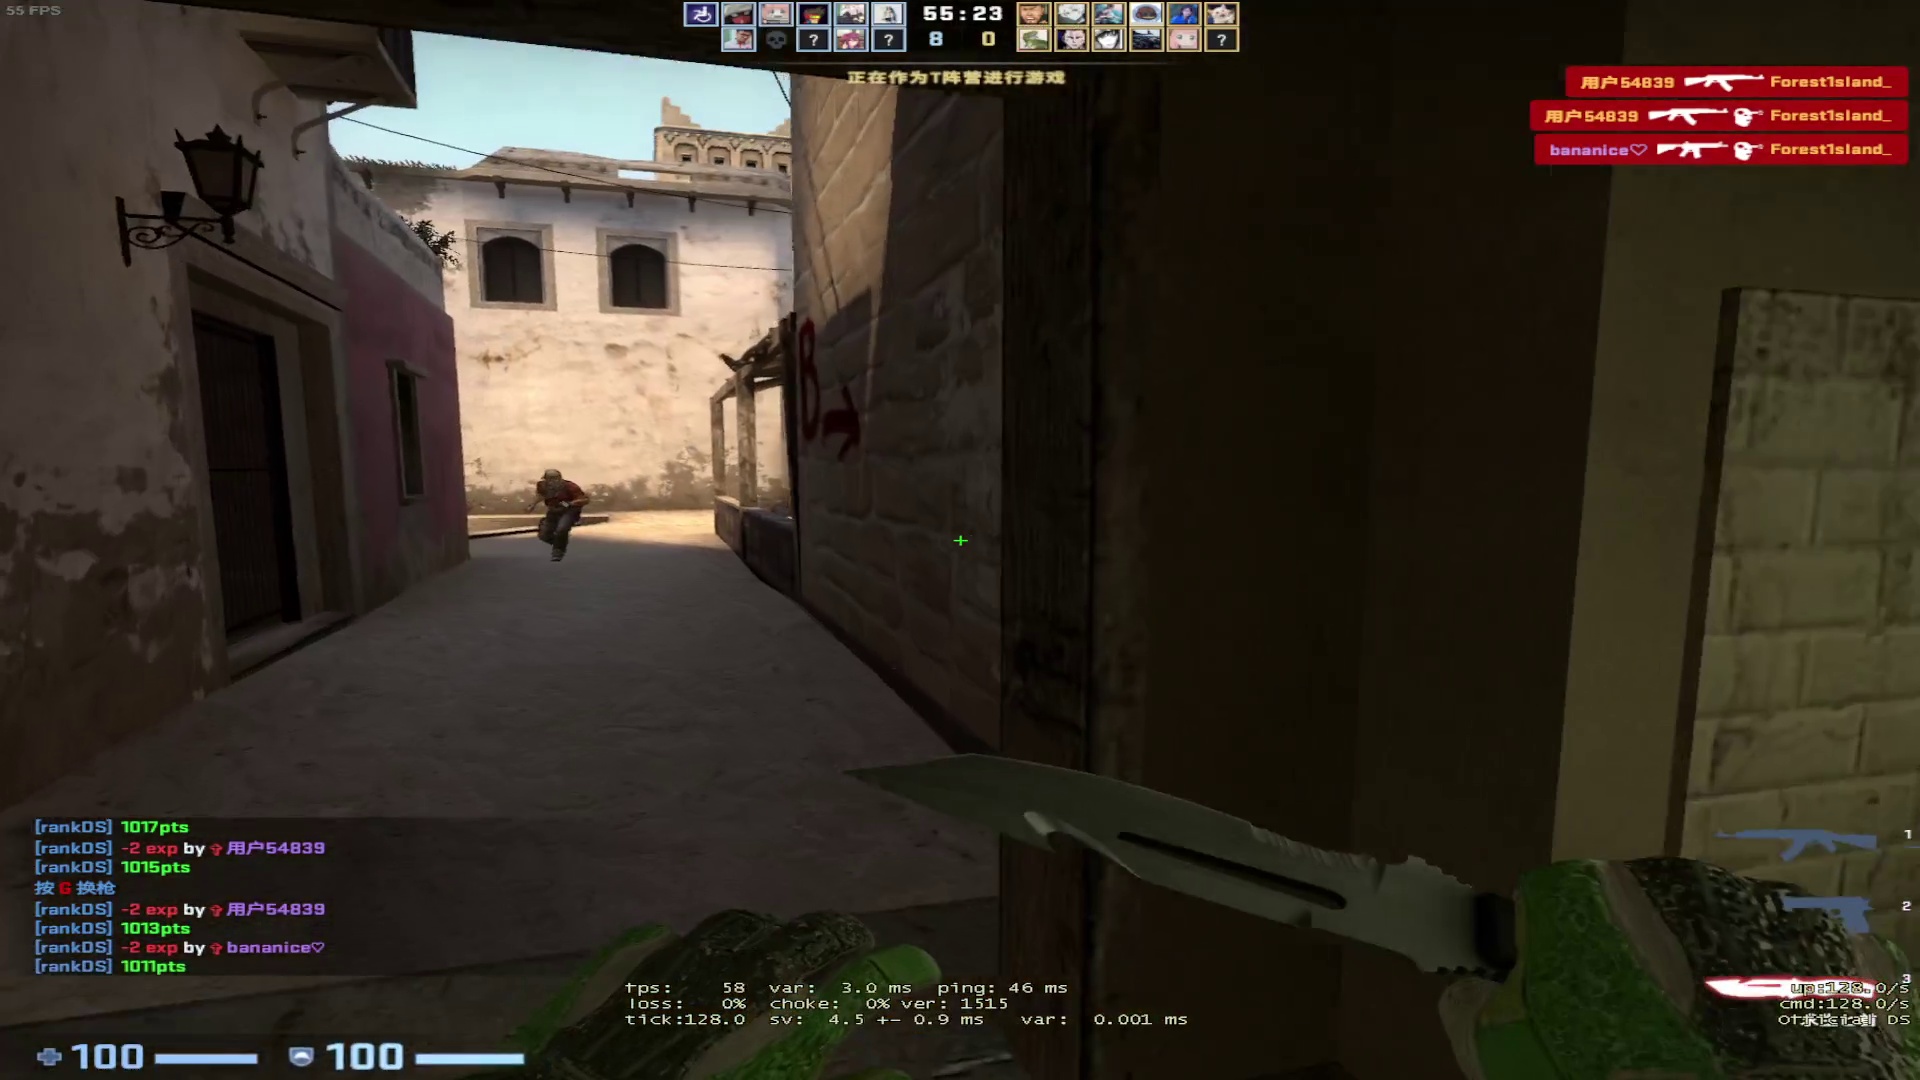 55 FPS
55:23
8 0
? ? ?
正在作为T阵营进行游戏
用户54839 Forest1sland_
用户54839 Forest1sland_
bananice♡ Forest1sland_
B
[rankDS] 1017pts
[rankDS] -2 exp by ✞用户54839
[rankDS] 1015pts
按 G 换枪
[rankDS] -2 exp by ✞用户54839
[rankDS] 1013pts
[rankDS] -2 exp by ✞bananice♡
[rankDS] 1011pts
1
2
3
tps: 58 var: 3.0 ms ping: 46 ms
loss: 0% choke: 0% ver: 1515
tick:128.0 sv: 4.5 +- 0.9 ms var: 0.001 ms
up:128.0/s
cmd:128.0/s
DS
100 100